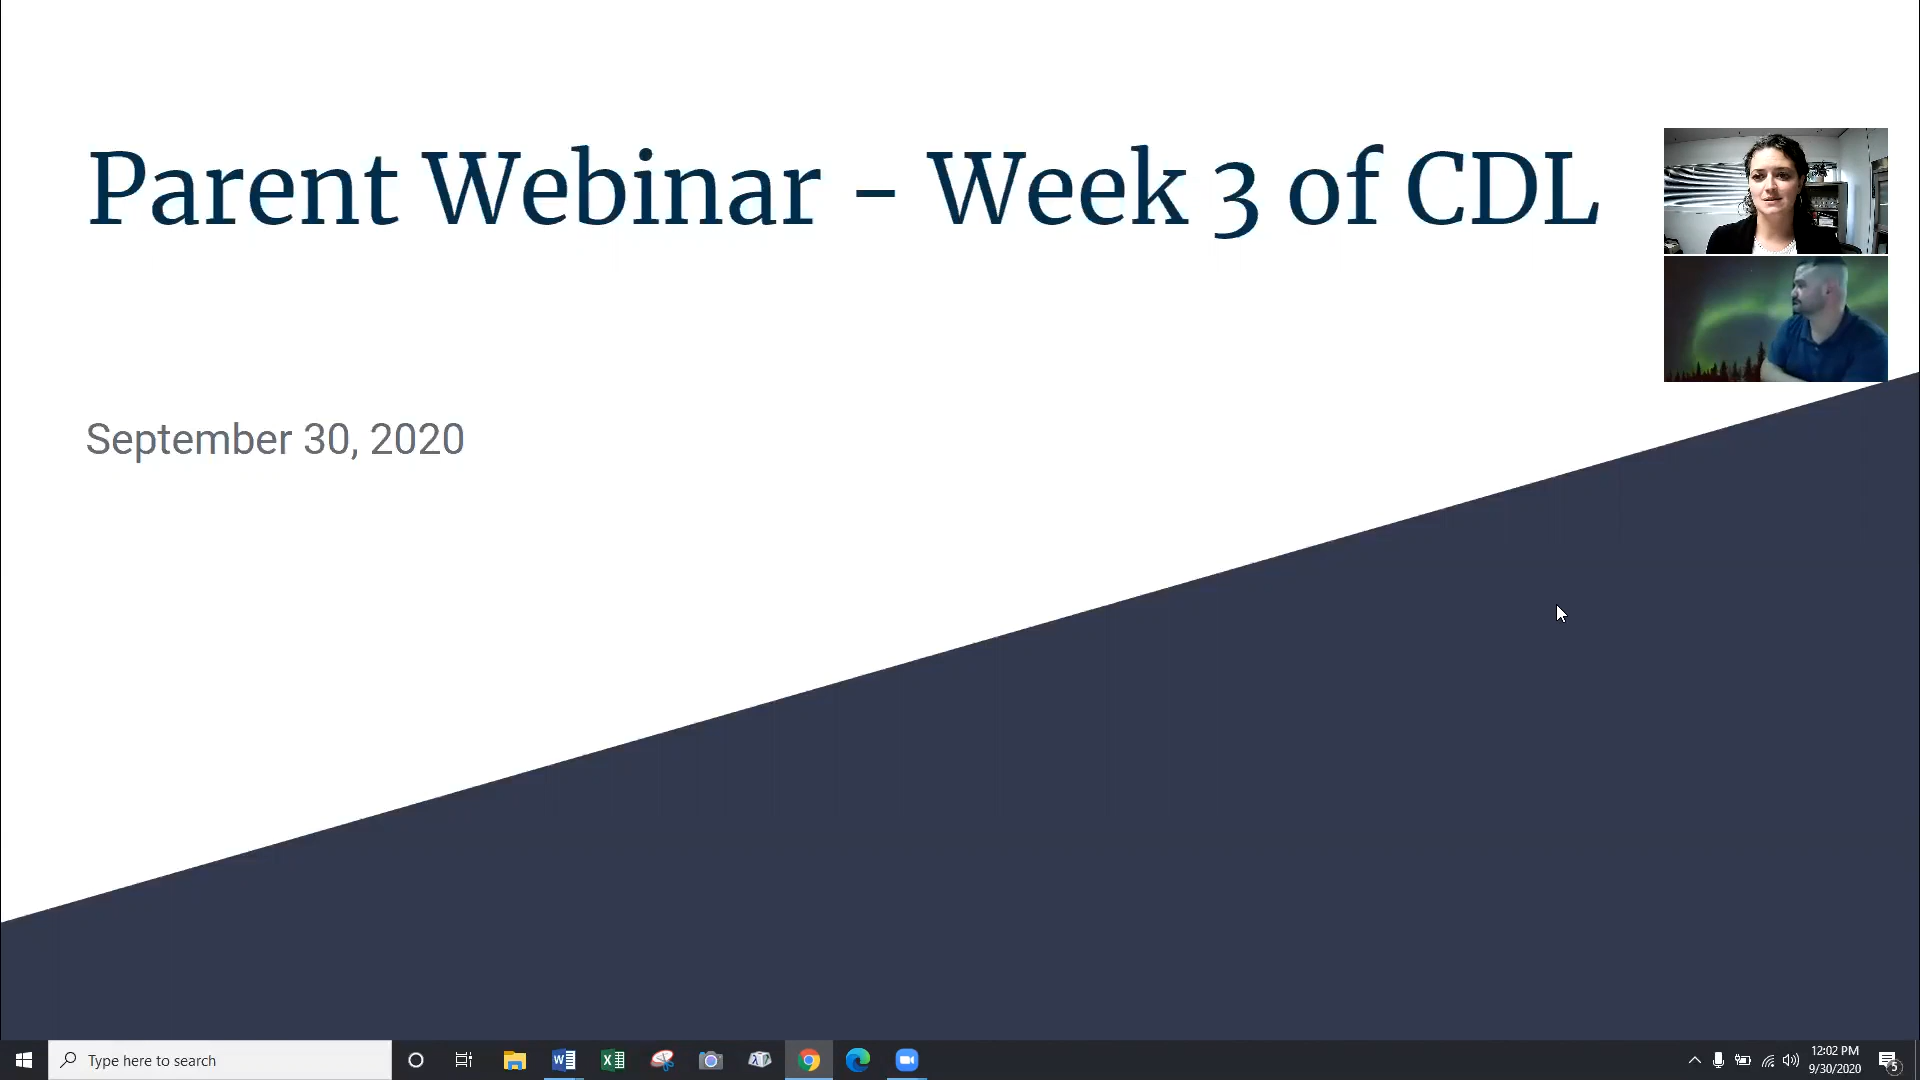 Parent Webinar - Week 3 of CDL
September 30, 2020
Type here to search
12:02 PM
9/30/2020
5